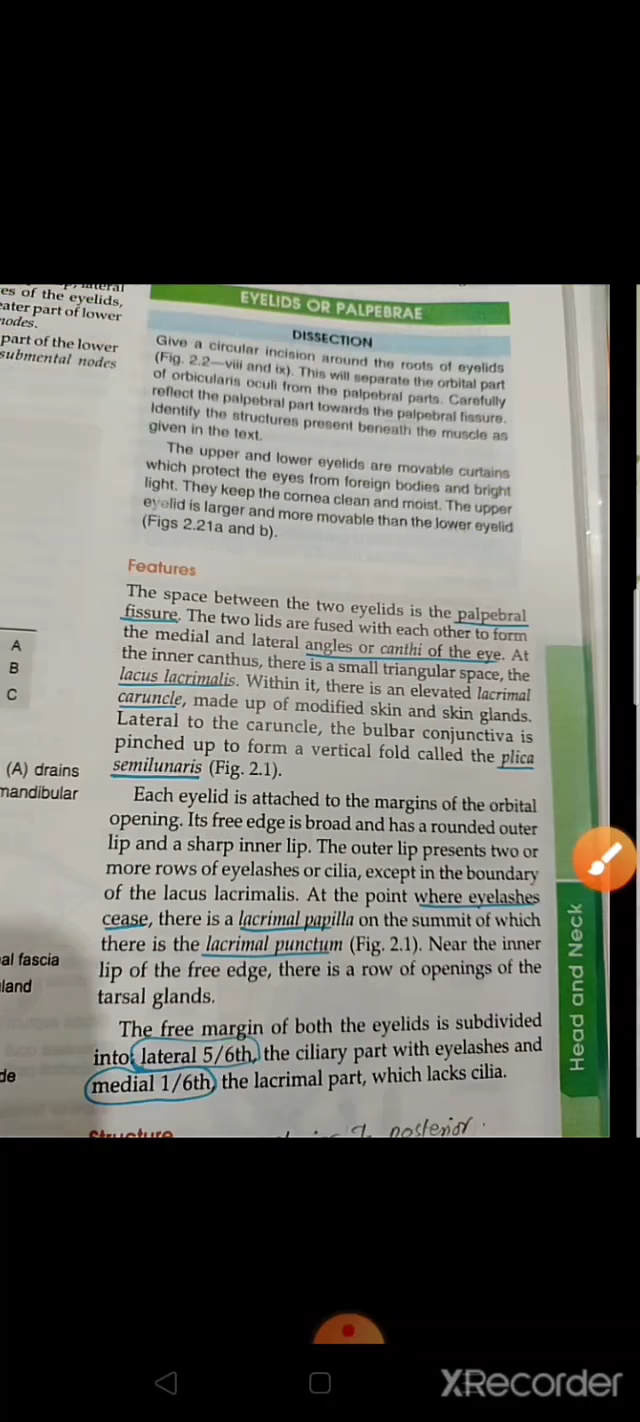 es of the eyelids,
ater part of lower
nodes.
part of the lower
submental nodes
A
B
C
(A) drains
mandibular
al fascia
land
de
EYELIDS OR PALPEBRAE
DISSECTION
Give a circular incision around the roots of eyelids
(Fig. 2.2—viii and ix). This will separate the orbital part
of orbicularis oculi from the palpebral parts. Carefully
reflect the palpebral part towards the palpebral fissure.
Identify the structures present beneath the muscle as
given in the text.
The upper and lower eyelids are movable curtains
which protect the eyes from foreign bodies and bright
light. They keep the cornea clean and moist. The upper
eyelid is larger and more movable than the lower eyelid
(Figs 2.21a and b).
Features
The space between the two eyelids is the palpebral
fissure. The two lids are fused with each other to form
the medial and lateral angles or canthi of the eye. At
the inner canthus, there is a small triangular space, the
lacus lacrimalis. Within it, there is an elevated lacrimal
caruncle, made up of modified skin and skin glands.
Lateral to the caruncle, the bulbar conjunctiva is
pinched up to form a vertical fold called the plica
semilunaris (Fig. 2.1).
Each eyelid is attached to the margins of the orbital
opening. Its free edge is broad and has a rounded outer
lip and a sharp inner lip. The outer lip presents two or
more rows of eyelashes or cilia, except in the boundary
of the lacus lacrimalis. At the point where eyelashes
cease, there is a lacrimal papilla on the summit of which
there is the lacrimal punctum (Fig. 2.1). Near the inner
lip of the free edge, there is a row of openings of the
tarsal glands.
The free margin of both the eyelids is subdivided
into: lateral 5/6th, the ciliary part with eyelashes and
medial 1/6th the lacrimal part, which lacks cilia.
Structure
posterior.
Head and Neck
XRecorder